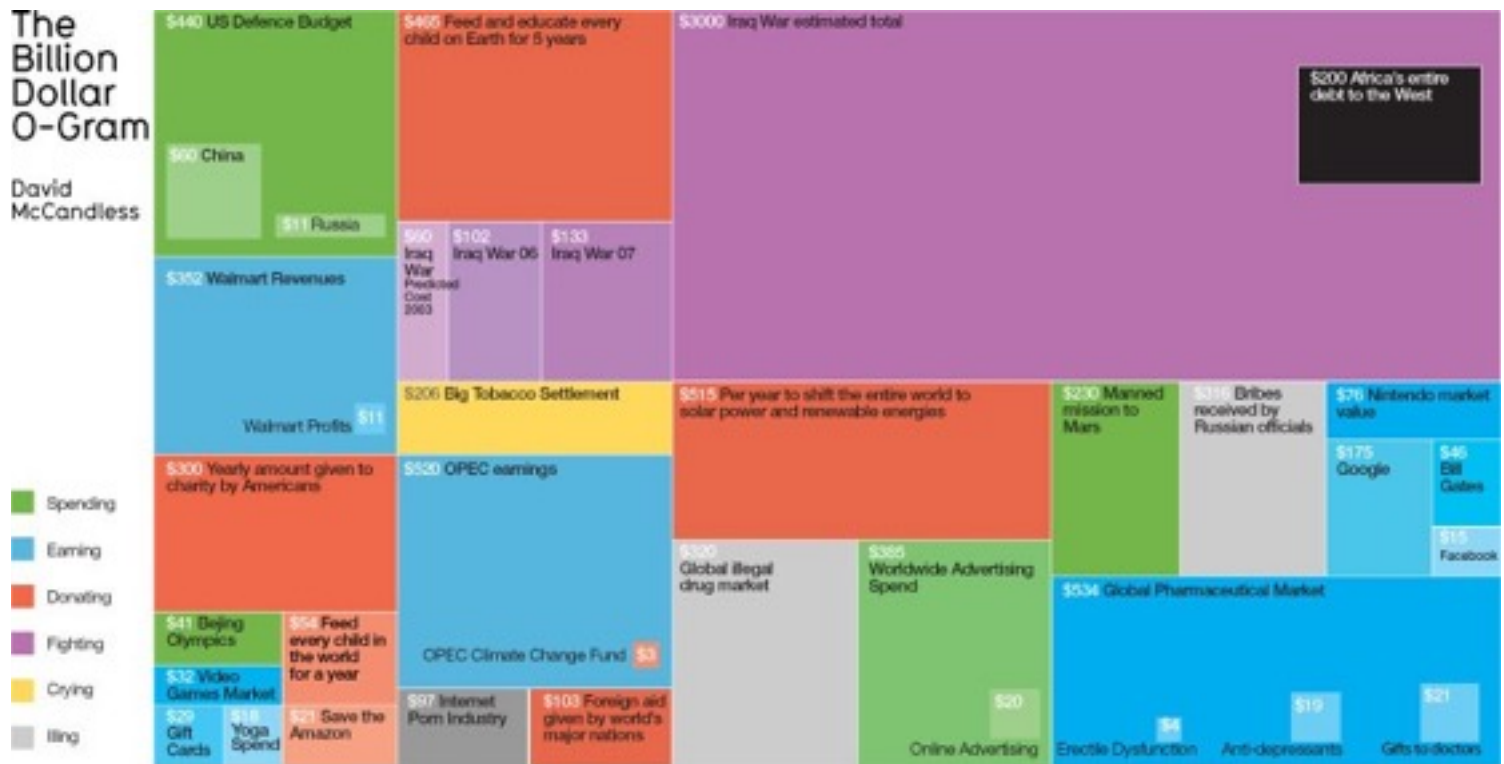 The
Billion
Dollar
O-Gram
David
McCandless
Spending
Earning
Donating
Fighting
Crying
Illing
$440 US Defence Budget
$60 China
$11 Russia
$352 Walmart Revenues
Walmart Profits $11
$300 Yearly amount given to
charity by Americans
$41 Beijing
Olympics
$32 Video
Games Market
$29
Gift
Cards
Yoga
Spend
$54 Feed
every child in
the world
for a year
$21 Save the
Amazon
$465 Feed and educate every
child on Earth for 5 years
$60
Iraq
War
Predicted
Cost
2003
$102
Iraq War 06
$133
Iraq War 07
$206 Big Tobacco Settlement
$520 OPEC earnings
OPEC Climate Change Fund $3
$97 Internet
Porn Industry
$103 Foreign aid
given by world's
major nations
$3000 Iraq War estimated total
$200 Africa's entire
debt to the West
$515 Per year to shift the entire world to
solar power and renewable energies
$320
Global illegal
drug market
$385
Worldwide Advertising
Spend
$20
Online Advertising
$230 Manned
mission to
Mars
Bribes
received by
Russian officials
$76 Nintendo market
value
$175
Google
$46
Bill
Gates
$15
Facebook
$534 Global Pharmaceutical Market
Erectile Dysfunction
$19
Anti-depressants
$21
Gifts to doctors